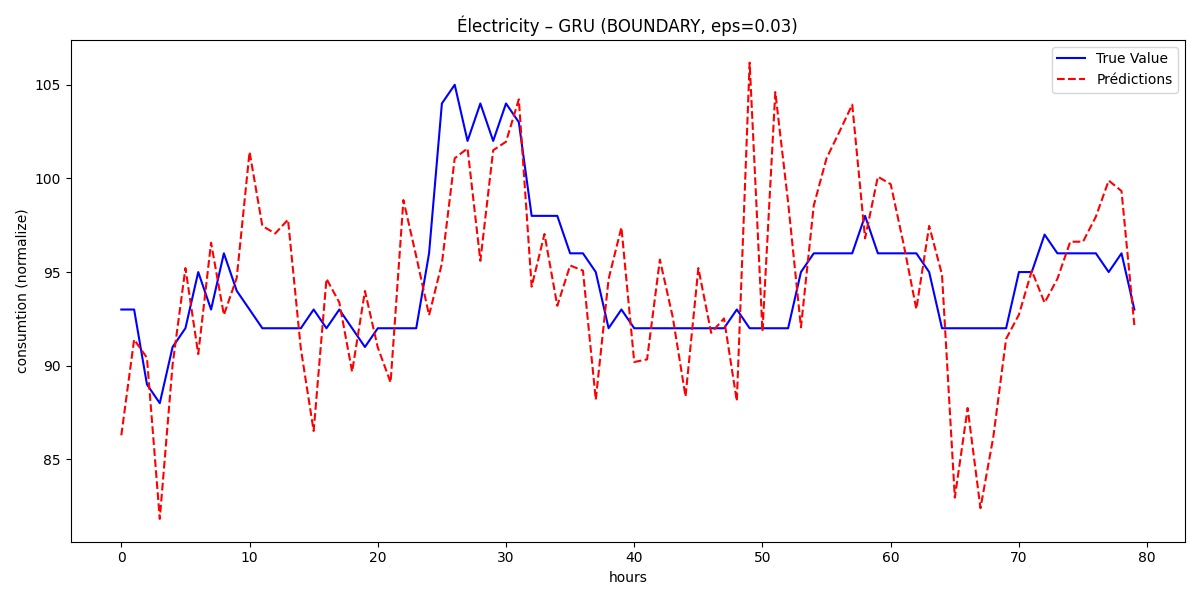 Électricity – GRU (BOUNDARY, eps=0.03)
True Value
Prédictions
consumtion (normalize)
105
100
95
90
85
0 10 20 30 40 50 60 70 80
hours